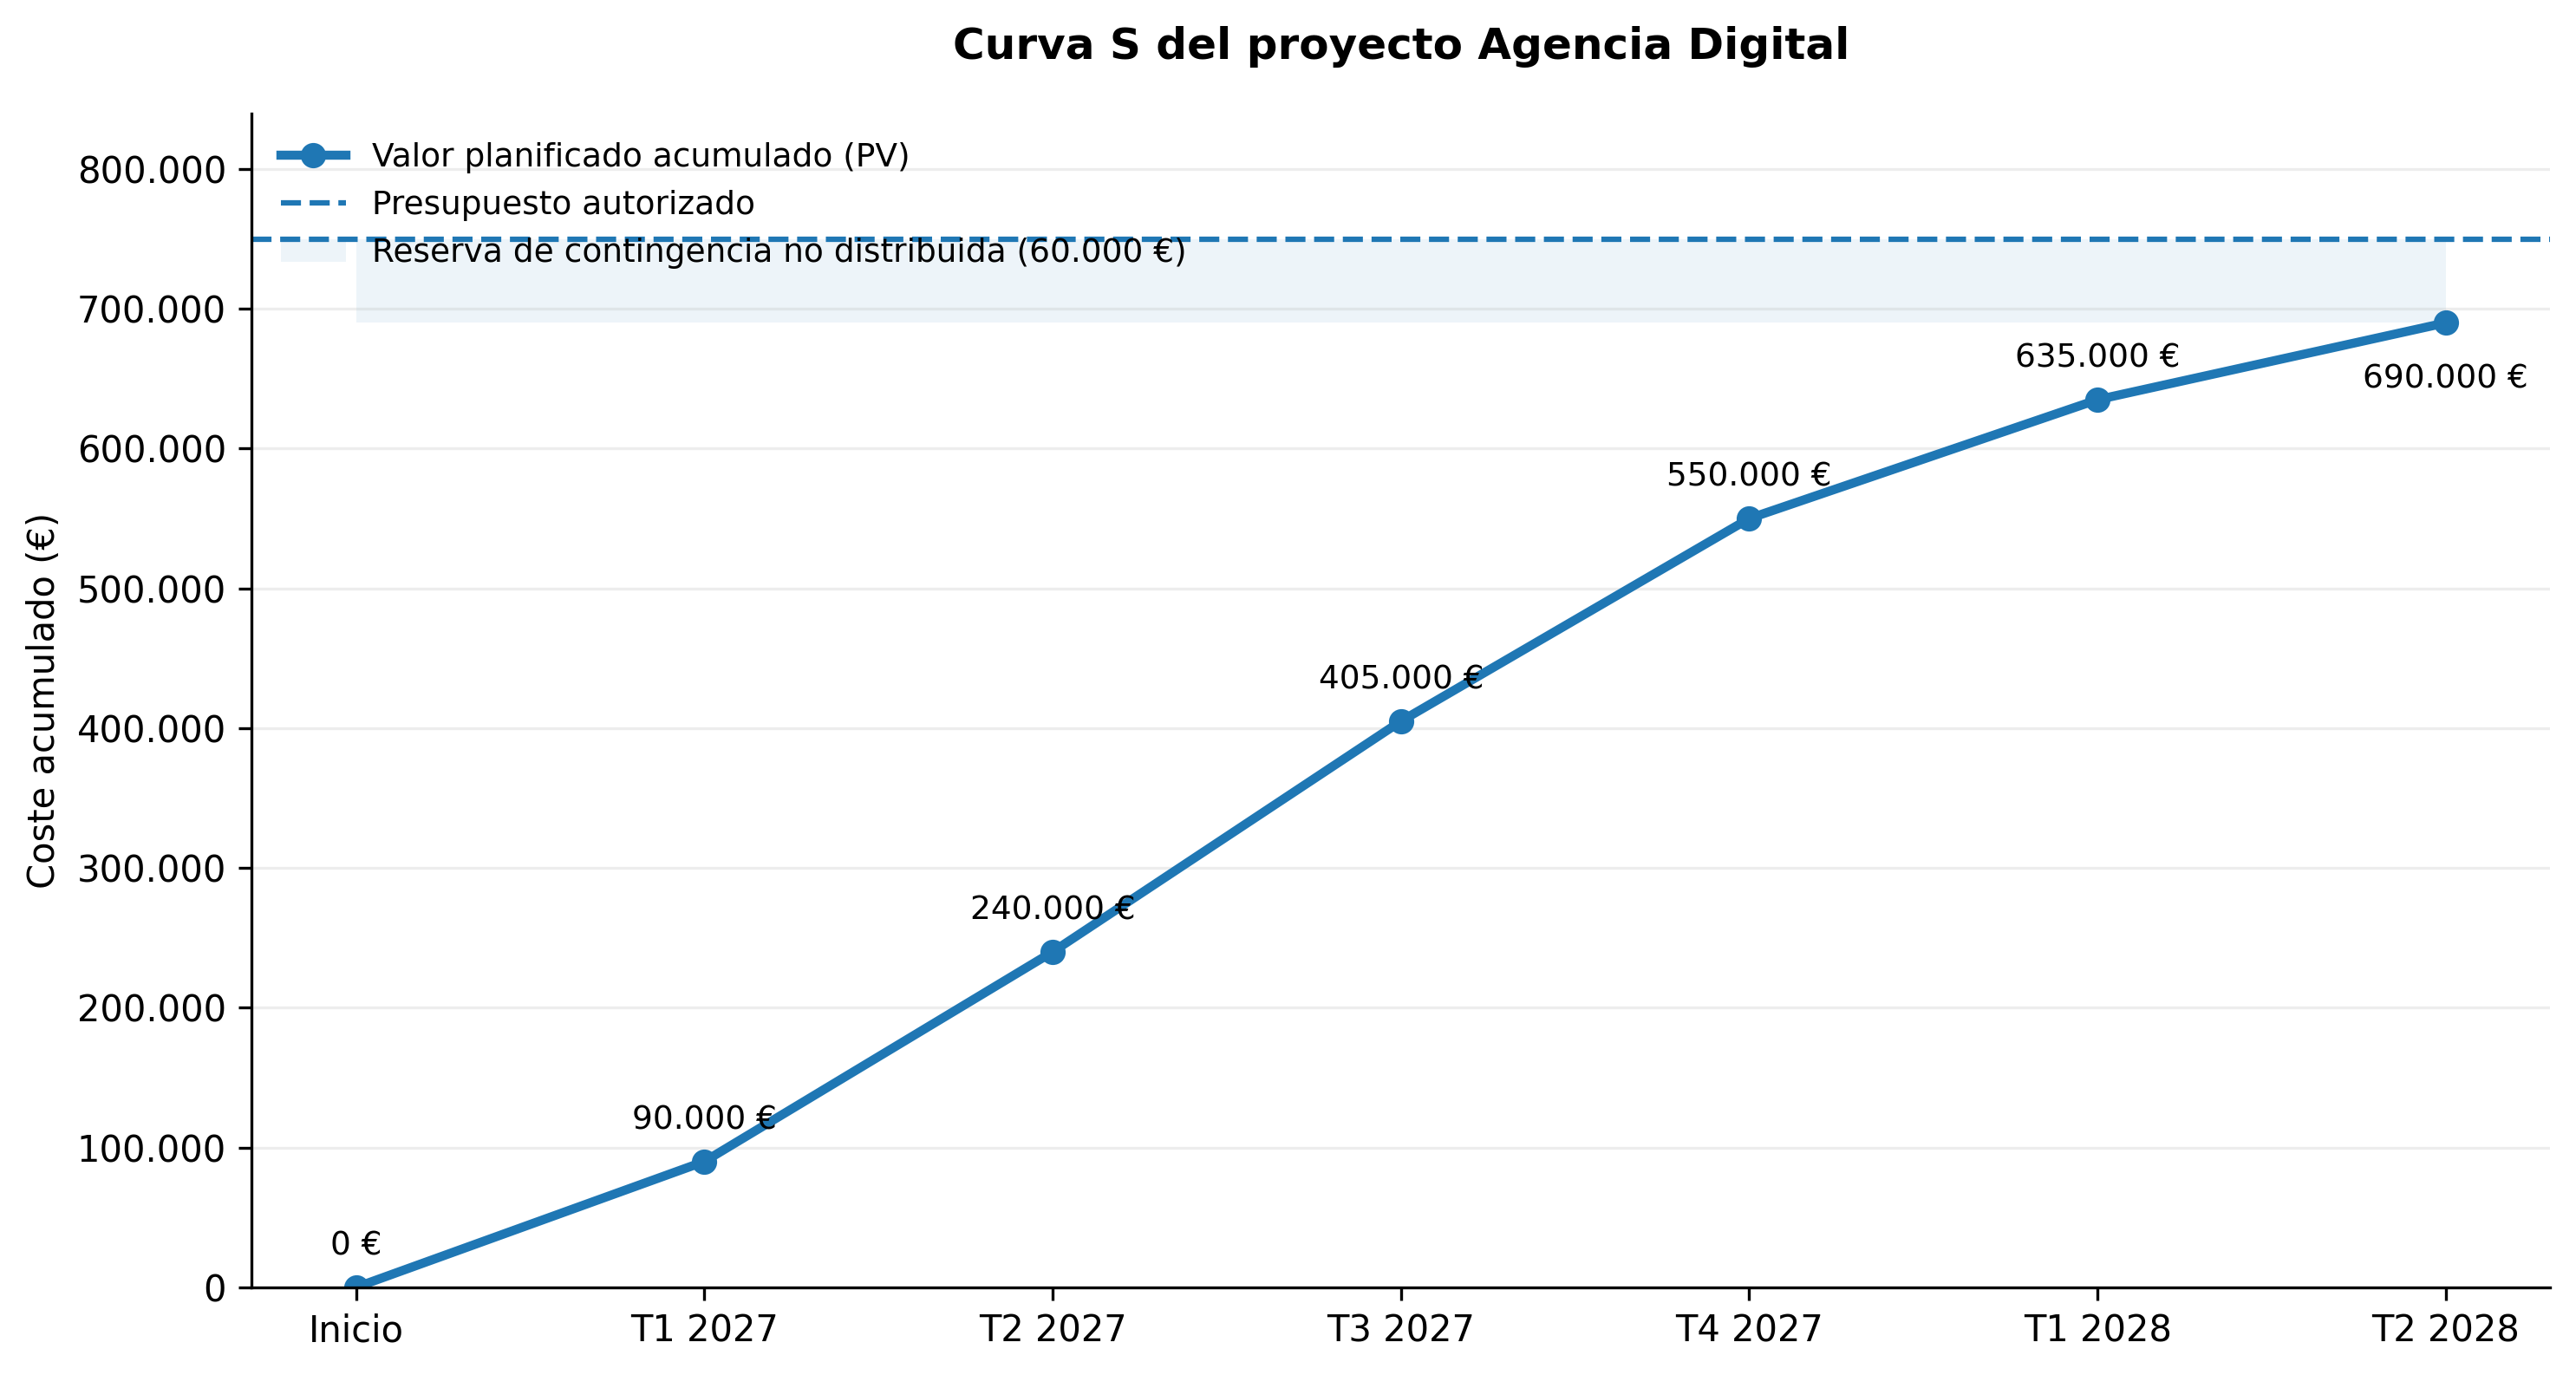 Curva S del proyecto Agencia Digital
Valor planificado acumulado (PV)
Presupuesto autorizado
Reserva de contingencia no distribuida (60.000 €)
Coste acumulado (€)
800.000
700.000
600.000
500.000
400.000
300.000
200.000
100.000
0
0 €
90.000 €
240.000 €
405.000 €
550.000 €
635.000 €
690.000 €
Inicio
T1 2027
T2 2027
T3 2027
T4 2027
T1 2028
T2 2028